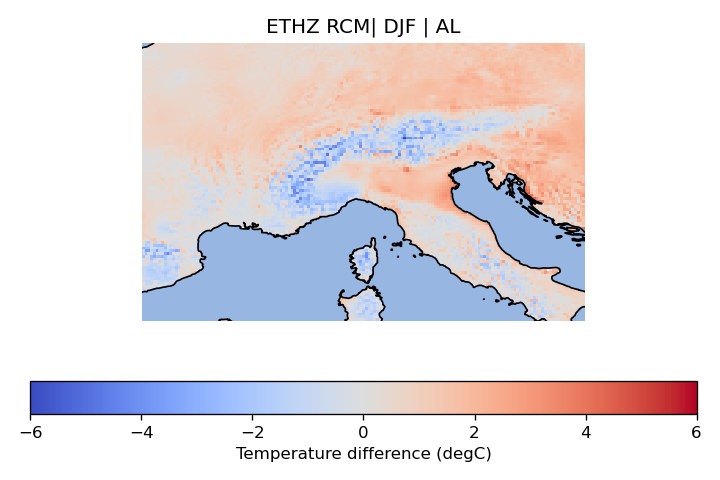 ETHZ RCM| DJF | AL
−6 −4 −2 0 2 4 6
Temperature difference (degC)